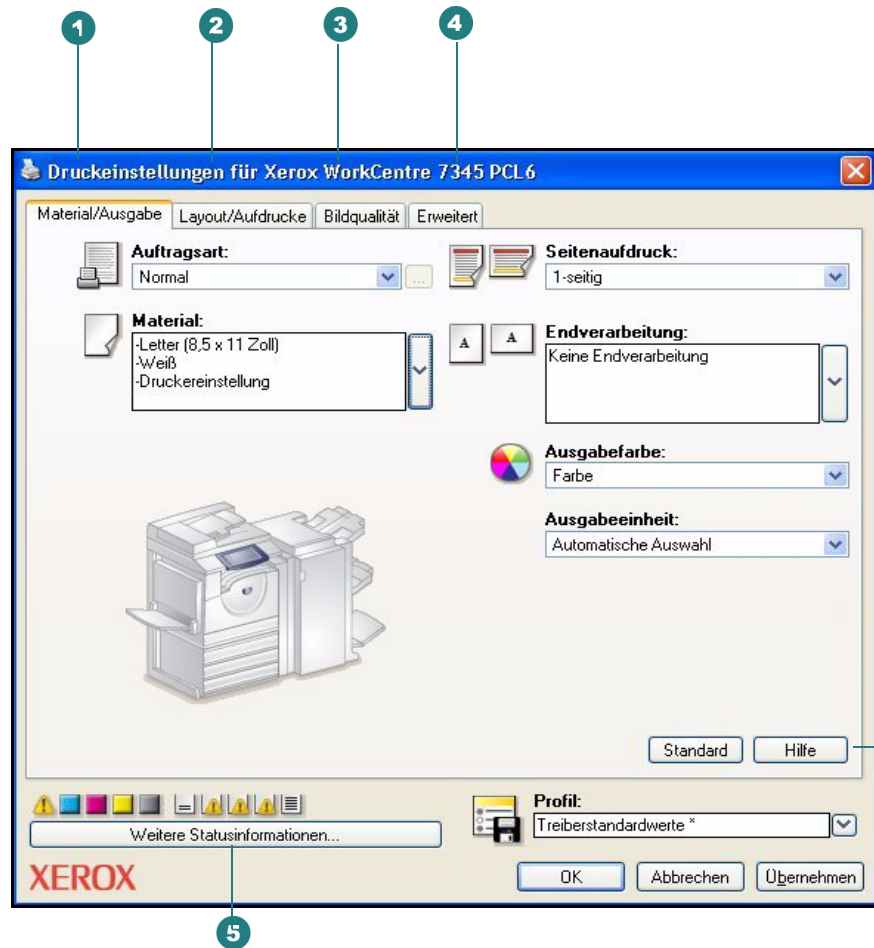 1 2 3 4
Druckeinstellungen für Xerox WorkCentre 7345 PCL6
Material/Ausgabe Layout/Aufdrucke Bildqualität Erweitert
Auftragsart:
Normal
...
Seitenaufdruck:
1-seitig
Material:
-Letter (8,5 x 11 Zoll)
-Weiß
-Druckereinstellung
A A
Endverarbeitung:
Keine Endverarbeitung
Ausgabefarbe:
Farbe
Ausgabeeinheit:
Automatische Auswahl
Standard Hilfe
Weitere Statusinformationen...
Profil:
Treiberstandardwerte *
XEROX
OK Abbrechen Übernehmen
5